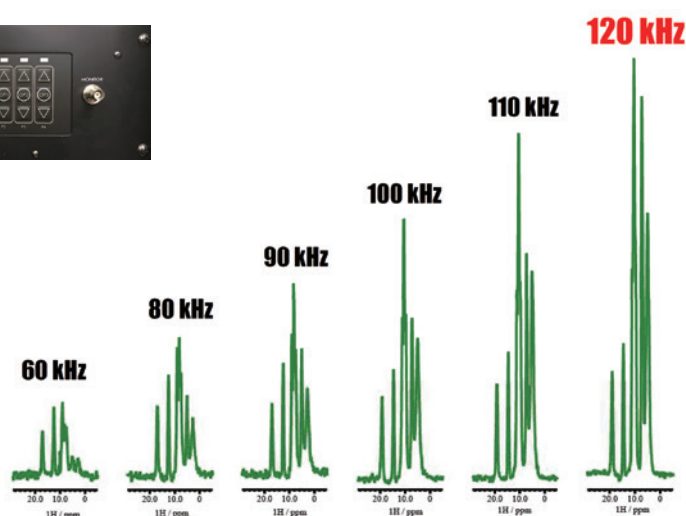 120 kHz
MONITOR
110 kHz
100 kHz
90 kHz
80 kHz
60 kHz
20.0 10.0 0
20.0 10.0 0
20.0 10.0 0
20.0 10.0 0
20.0 10.0 0
20.0 10.0 0
1H / ppm
1H / ppm
1H / ppm
1H / ppm
1H / ppm
1H / ppm